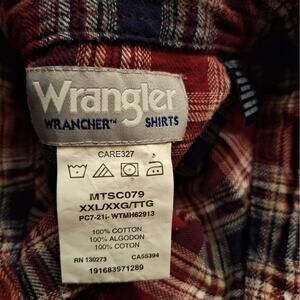 Wrangler
WRANCHER™ SHIRTS
CARE327
MTSC079
XXL/XXG/TTG
PC7-21I- WTMH62913
100% COTTON
100% ALGODON
100% COTON
RN 130273 CA55394
191683971289